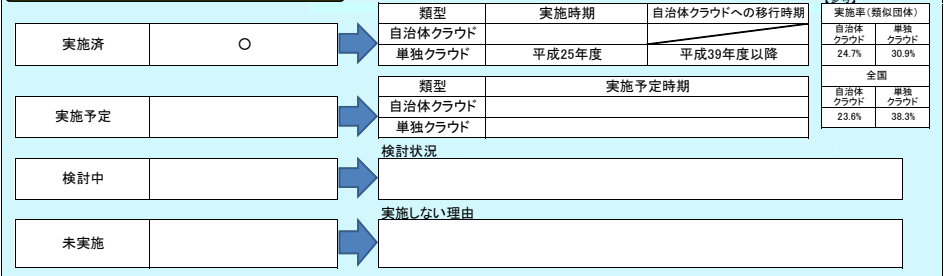 【参考】
類型 実施時期 自治体クラウドへの移行時期
実施済 ○
自治体クラウド
単独クラウド 平成25年度 平成39年度以降
実施率(類似団体)
自治体クラウド 単独クラウド
24.7% 30.9%
全国
自治体クラウド 単独クラウド
23.6% 38.3%
類型 実施予定時期
実施予定
自治体クラウド
単独クラウド
検討状況
検討中
実施しない理由
未実施